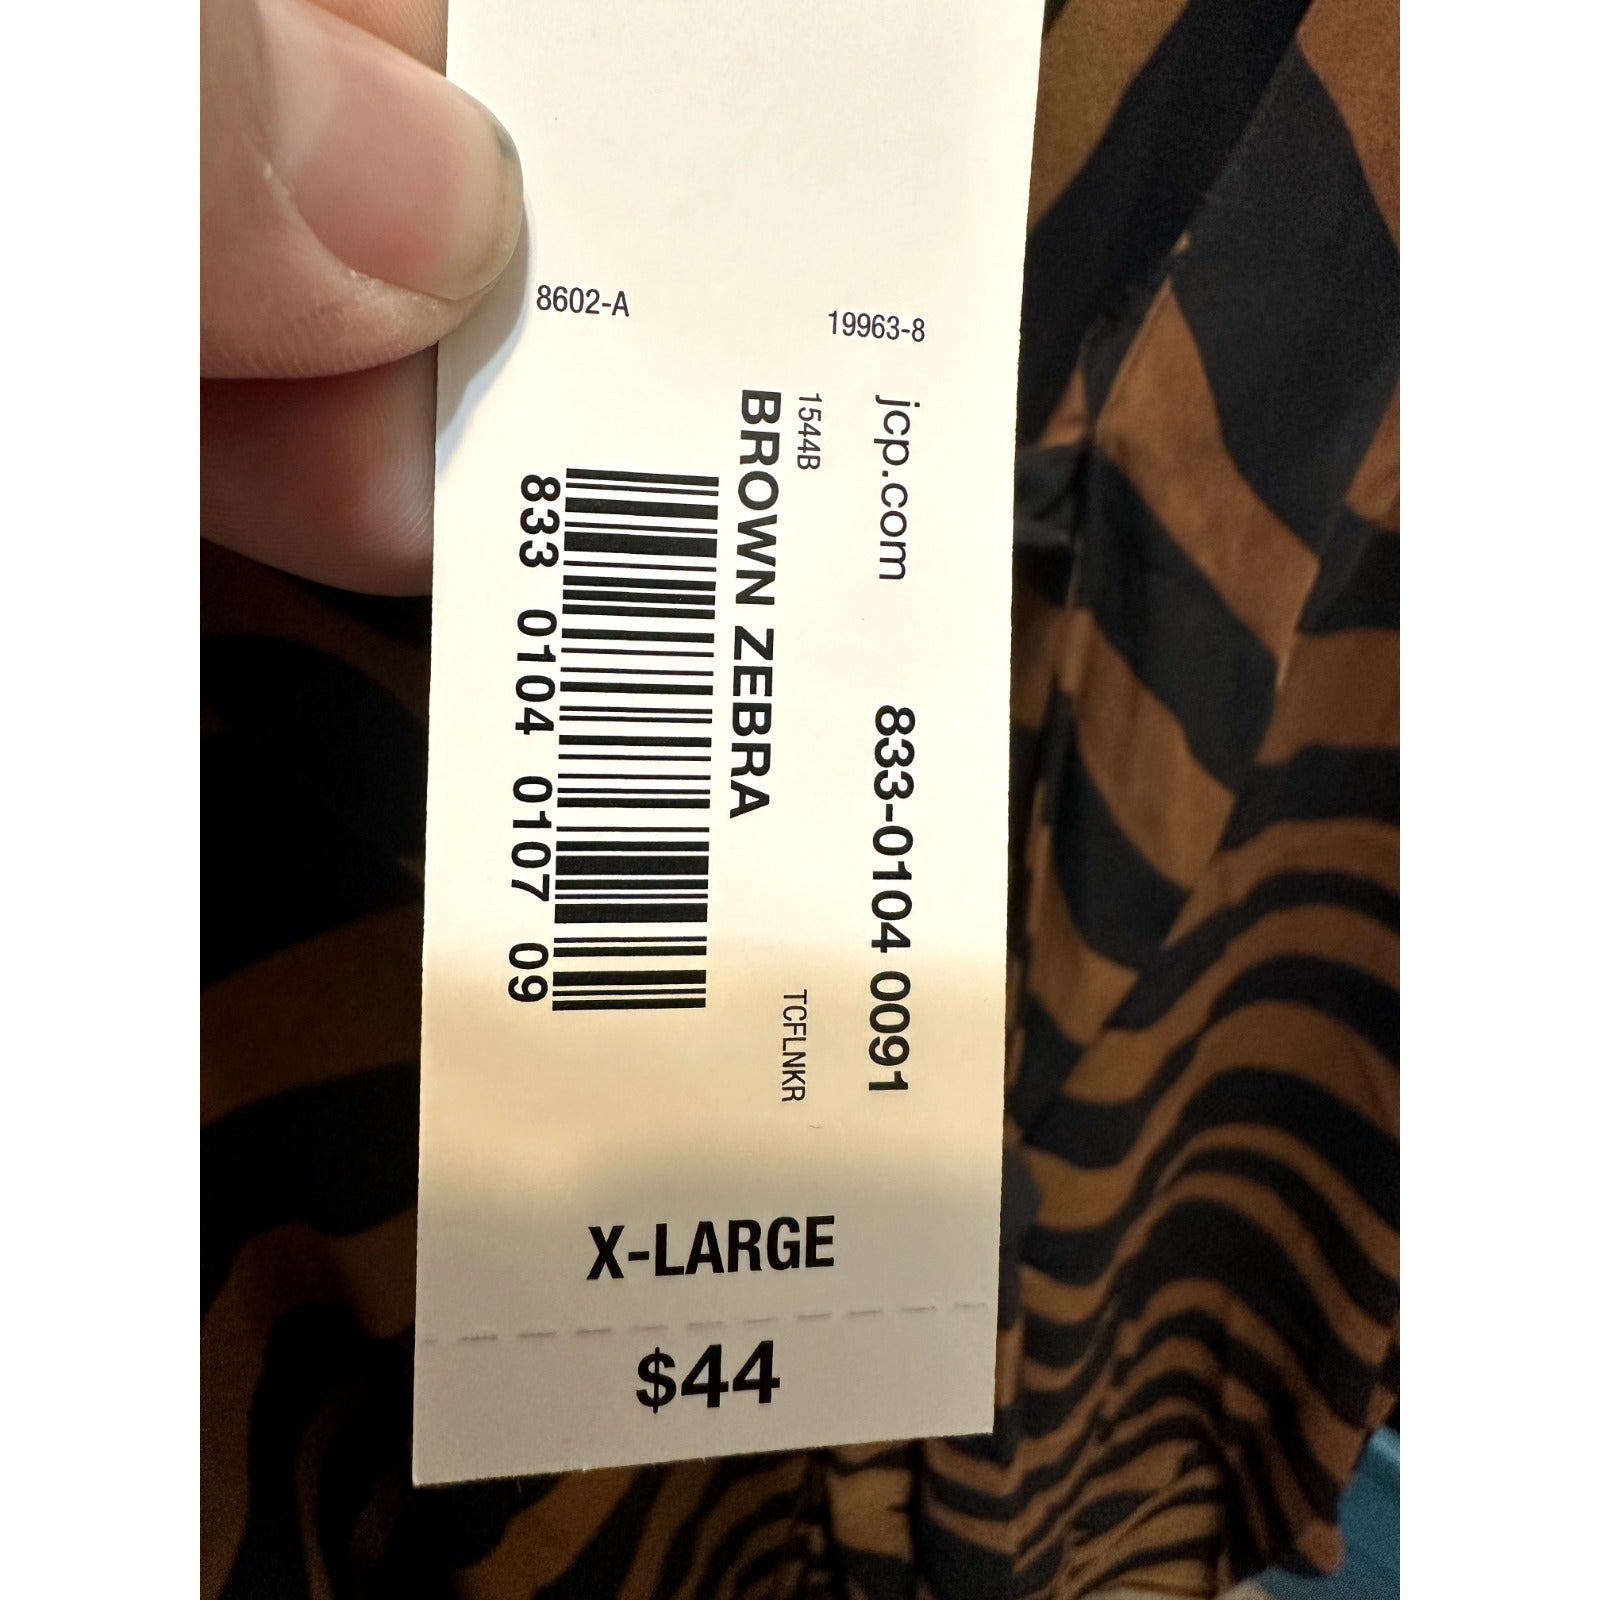 8602-A
19963-8
jcp.com 833-0104 0091
1544B TCFLNKR
BROWN ZEBRA
833 0104 0107 09
X-LARGE
$44